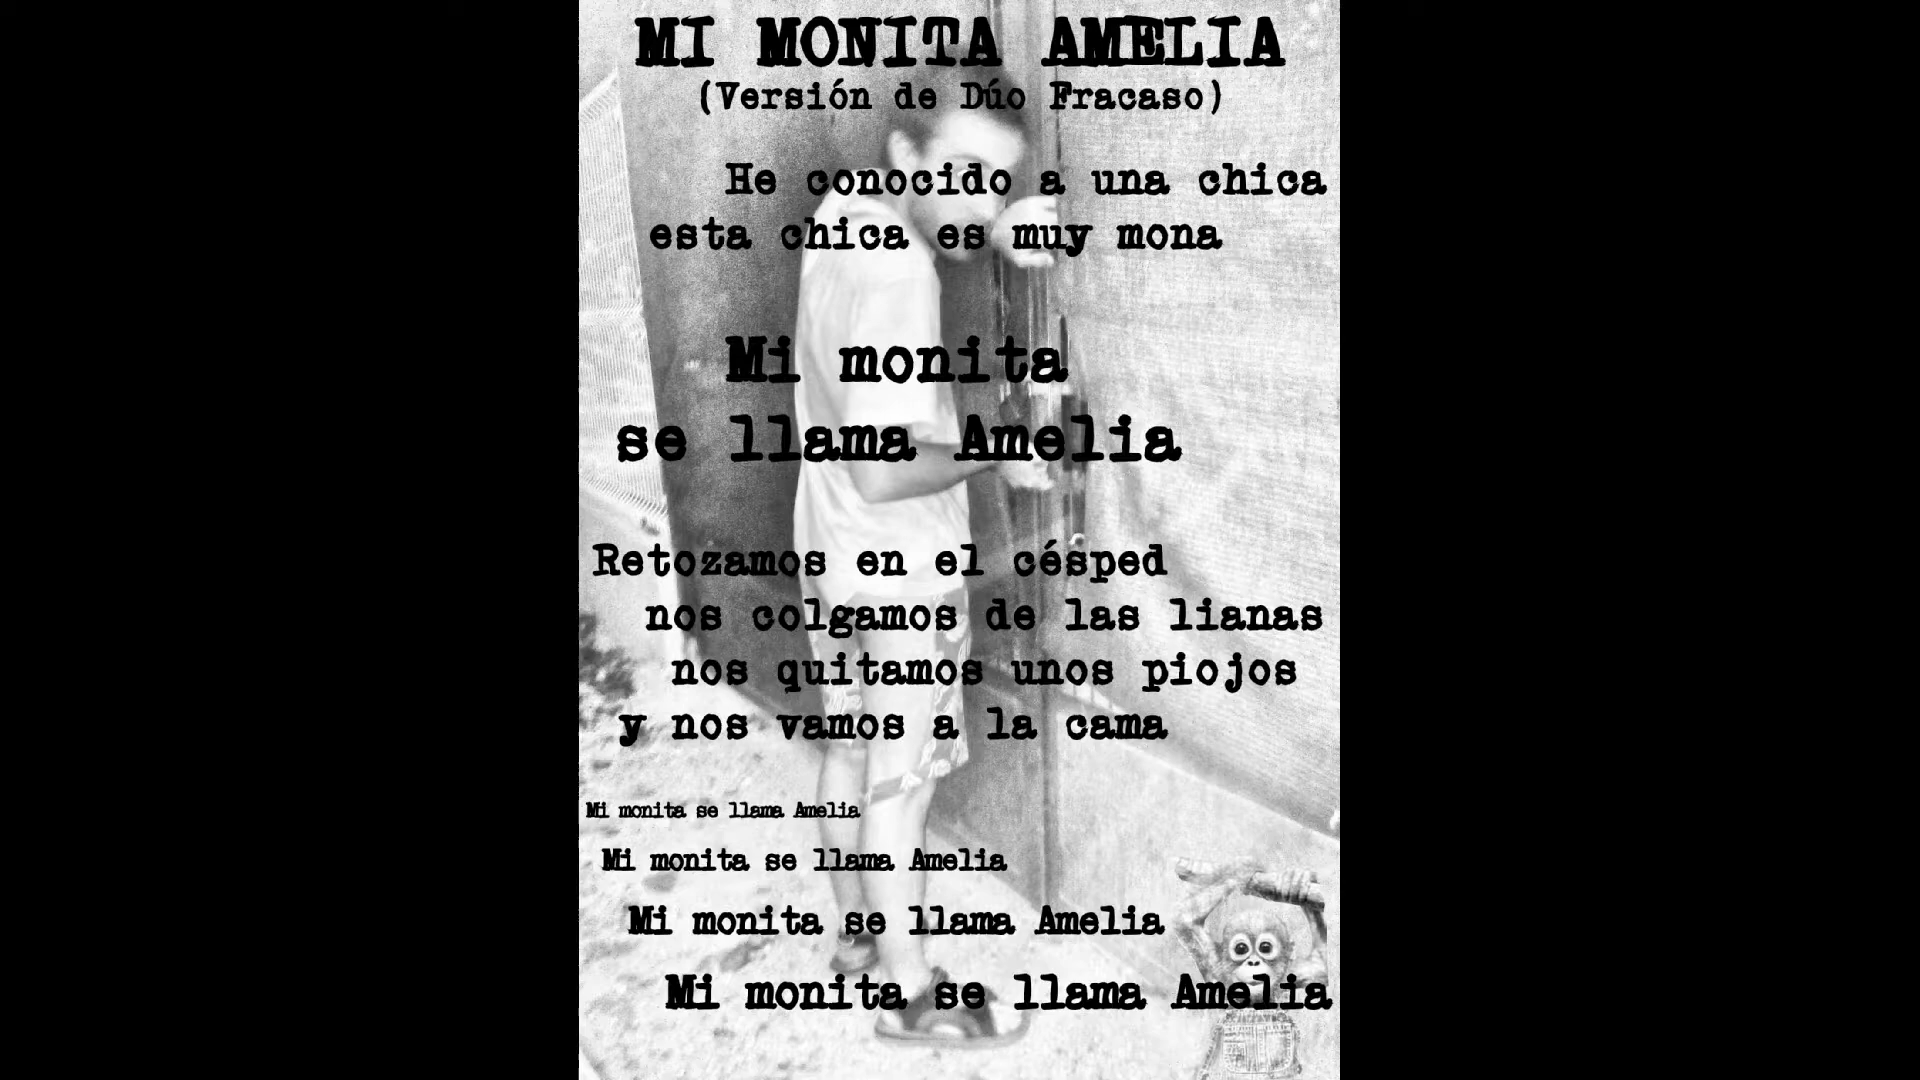 MI MONITA AMELIA
(Versión de Dúo Fracaso)
He conocido a una chica
esta chica es muy mona
Mi monita
se llama Amelia
Retozamos en el césped
nos colgamos de las lianas
nos quitamos unos piojos
y nos vamos a la cama
Mi monita se llama Amelia
Mi monita se llama Amelia
Mi monita se llama Amelia
Mi monita se llama Amelia